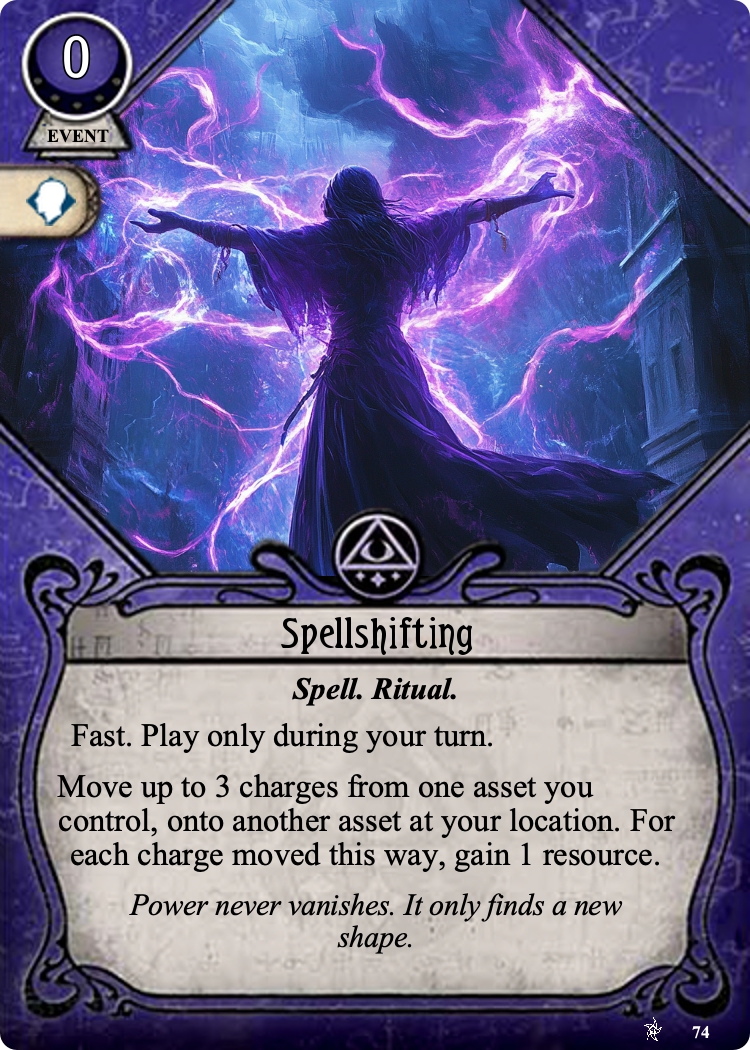 0
EVENT
Spellshifting
Spell. Ritual.
Fast. Play only during your turn.
Move up to 3 charges from one asset you
control, onto another asset at your location. For
each charge moved this way, gain 1 resource.
Power never vanishes. It only finds a new
shape.
74